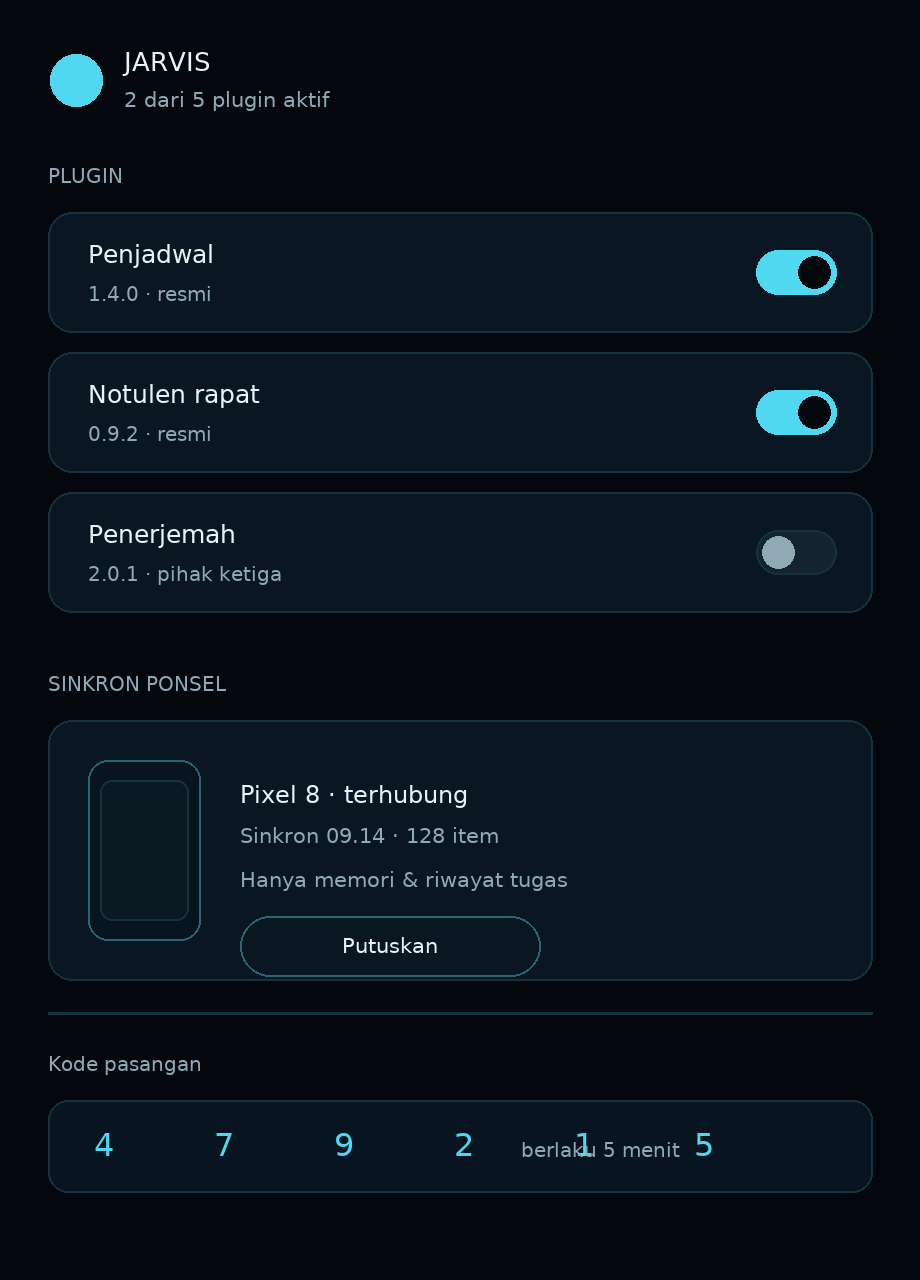 JARVIS
2 dari 5 plugin aktif
PLUGIN
Penjadwal
1.4.0 · resmi
Notulen rapat
0.9.2 · resmi
Penerjemah
2.0.1 · pihak ketiga
SINKRON PONSEL
Pixel 8 · terhubung
Sinkron 09.14 · 128 item
Hanya memori & riwayat tugas
Putuskan
Kode pasangan
4 7 9 2 1 5
berlaku 5 menit